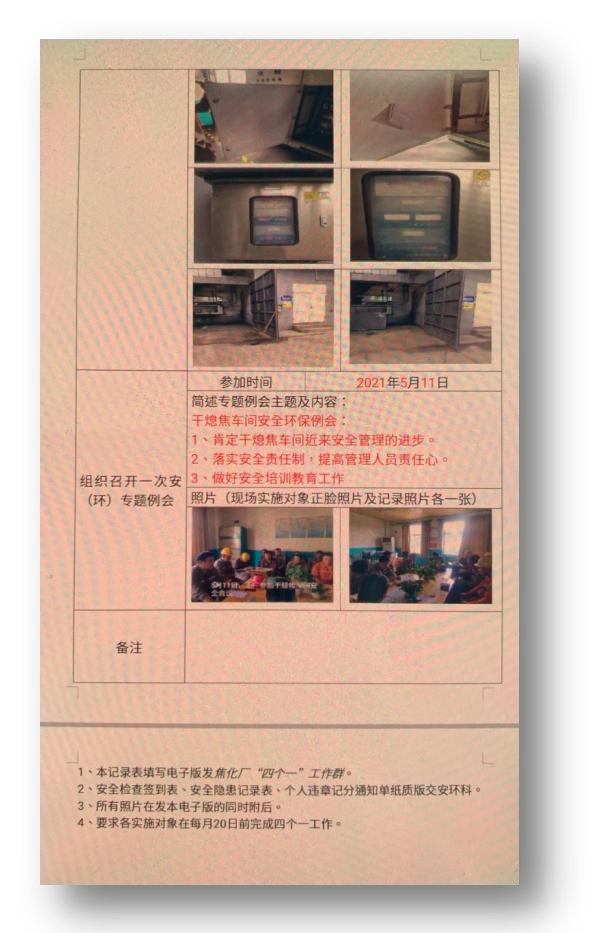 参加时间
2021年5月11日
简述专题例会主题及内容：
干熄焦车间安全环保例会：
1、肯定干熄焦车间近来安全管理的进步。
2、落实安全责任制，提高管理人员责任心。
3、做好安全培训教育工作
组织召开一次安
（环）专题例会
照片（现场实施对象正脸照片及记录照片各一张）
备注
1、本记录表填写电子版发焦化厂“四个一”工作群。
2、安全检查签到表、安全隐患记录表、个人违章记分通知单纸质版交安环科。
3、所有照片在发本电子版的同时附后。
4、要求各实施对象在每月20日前完成四个一工作。